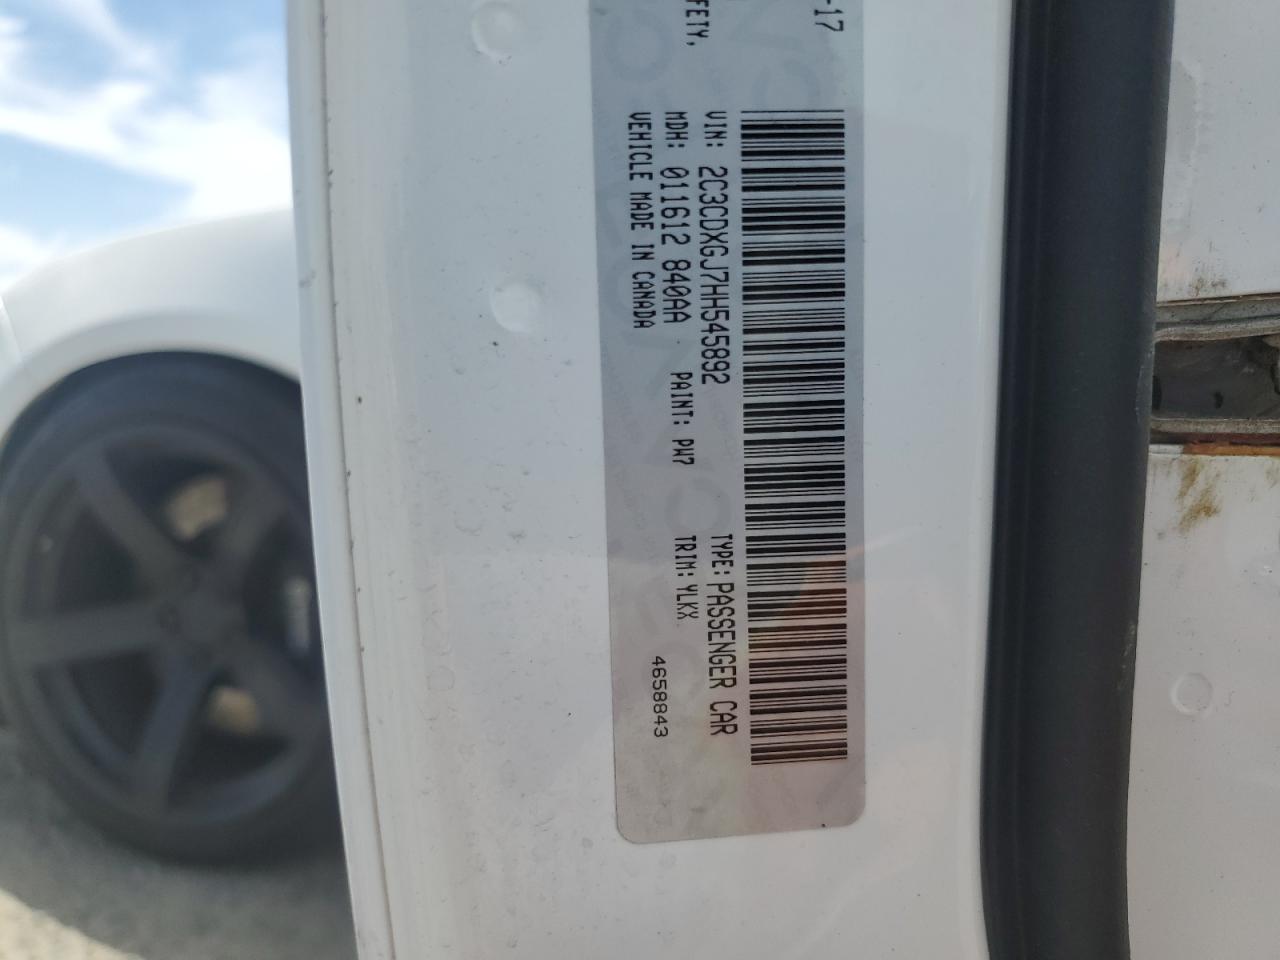 -17
FETY,
VIN: 2C3CDXGJ7HH545892 TYPE: PASSENGER CAR
MDH: 011612 840AA PAINT: PW7 TRIM: YLKX
VEHICLE MADE IN CANADA 4658843